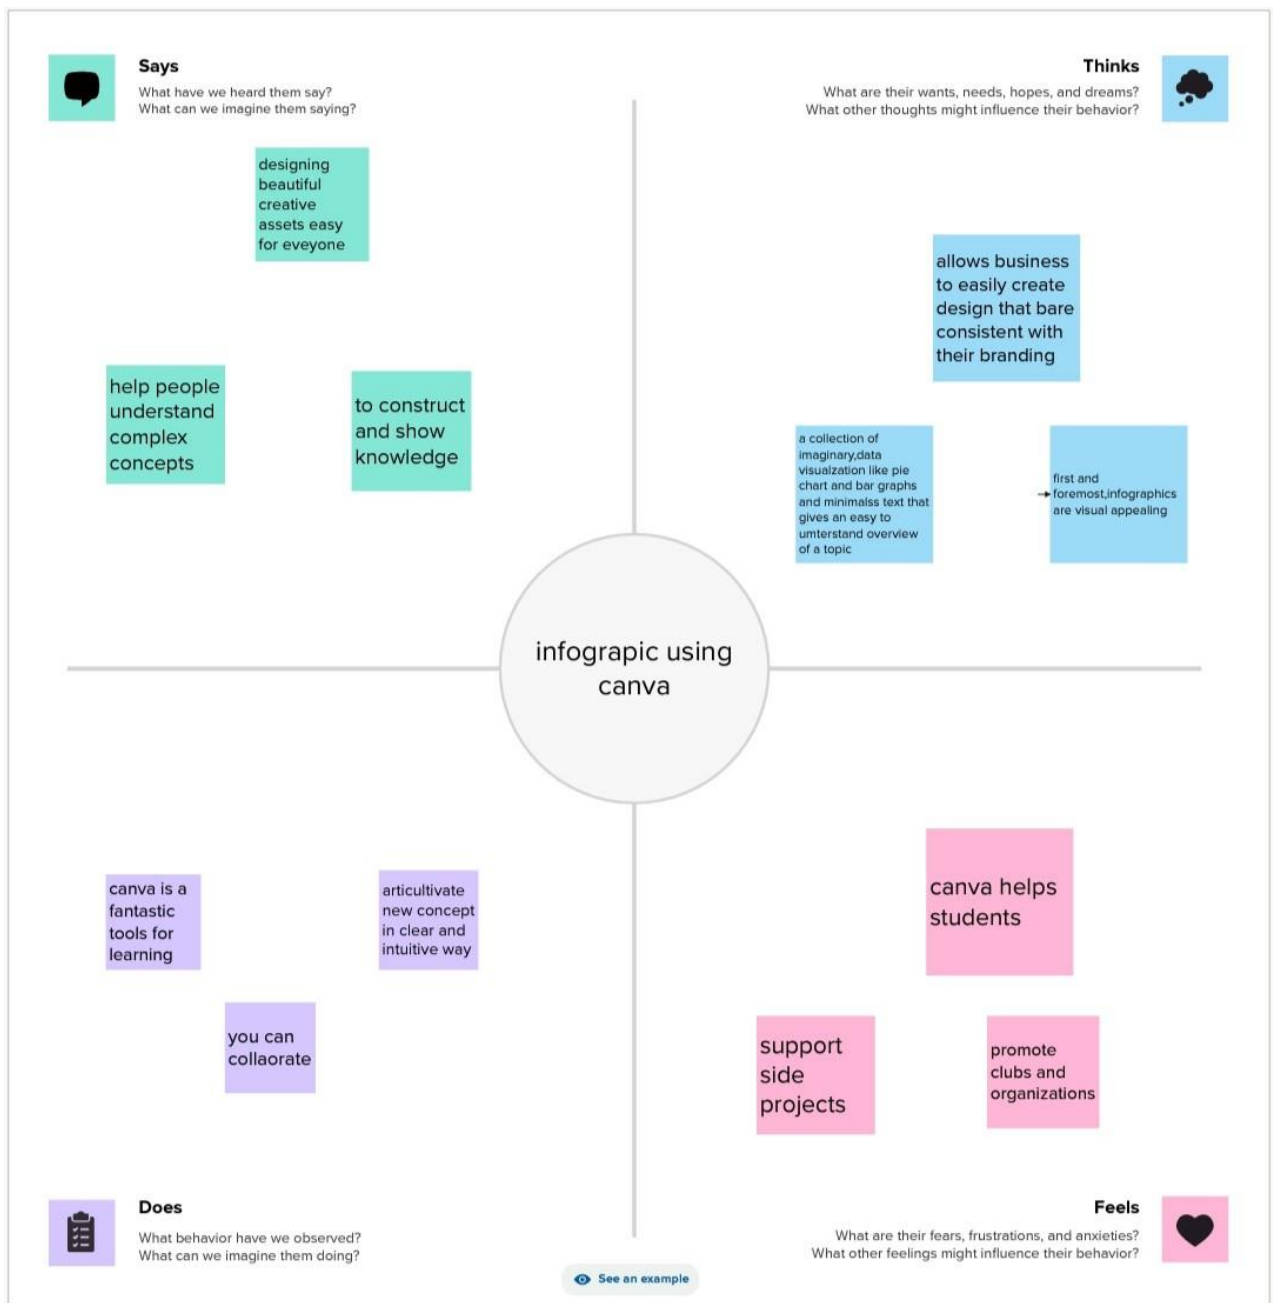 Says
What have we heard them say?
What can we imagine them saying?
designing
beautiful
creative
assets easy
for eveyone
help people
understand
complex
concepts
to construct
and show
knowledge
Thinks
What are their wants, needs, hopes, and dreams?
What other thoughts might influence their behavior?
allows business
to easily create
design that bare
consistent with
their branding
a collection of
imaginary,data
visualzation like pie
chart and bar graphs
and minimalss text that
gives an easy to
umterstand overview
of a topic
first and
foremost,infographics
are visual appealing
infograpic using
canva
canva is a
fantastic
tools for
learning
articultivate
new concept
in clear and
intuitive way
you can
collaorate
Does
What behavior have we observed?
What can we imagine them doing?
canva helps
students
support
side
projects
promote
clubs and
organizations
Feels
What are their fears, frustrations, and anxieties?
What other feelings might influence their behavior?
See an example